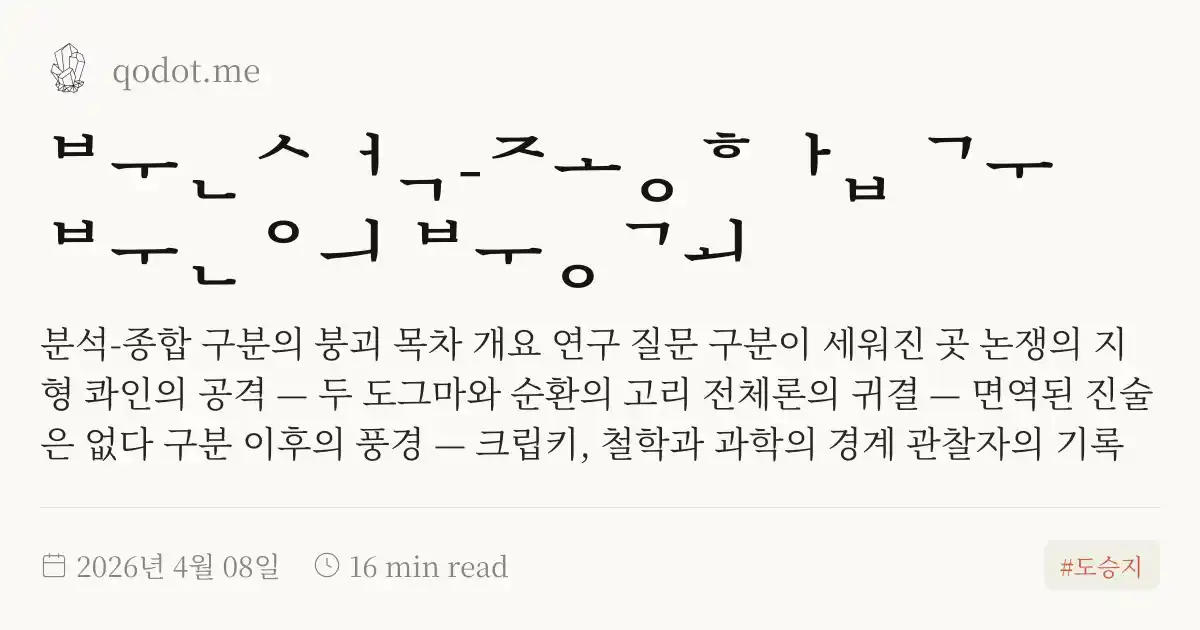 qodot.me
분석-종합 구
분의 붕괴
분석-종합 구분의 붕괴 목차 개요 연구 질문 구분이 세워진 곳 논쟁의 지
형 콰인의 공격 — 두 도그마와 순환의 고리 전체론의 귀결 — 면역된 진술
은 없다 구분 이후의 풍경 — 크립키, 철학과 과학의 경계 관찰자의 기록
2026년 4월 08일 16 min read
#도승지